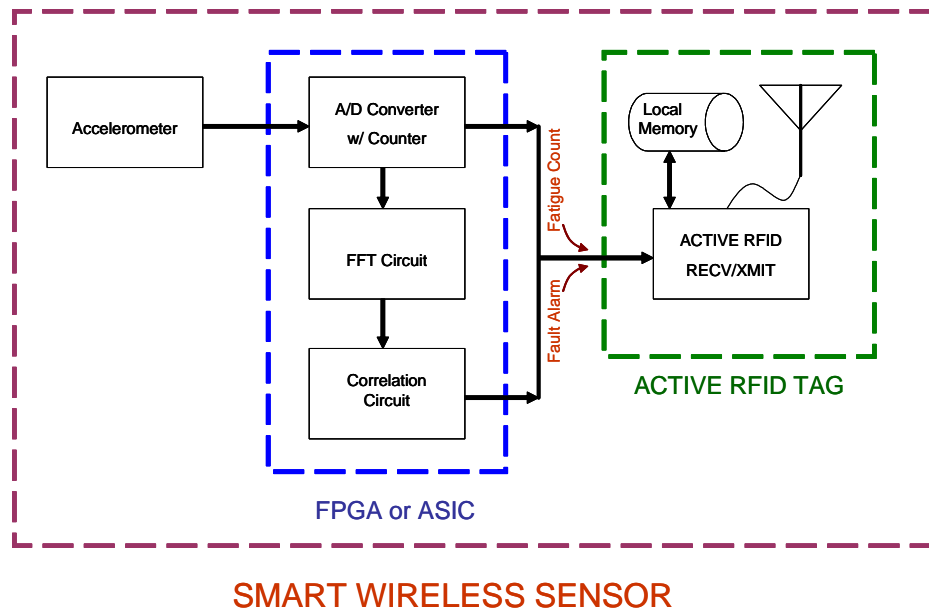 Accelerometer
A/D Converter
w/ Counter
FFT Circuit
Correlation
Circuit
FPGA or ASIC
Fatigue Count
Fault Alarm
Local
Memory
ACTIVE RFID
RECV/XMIT
ACTIVE RFID TAG
SMART WIRELESS SENSOR